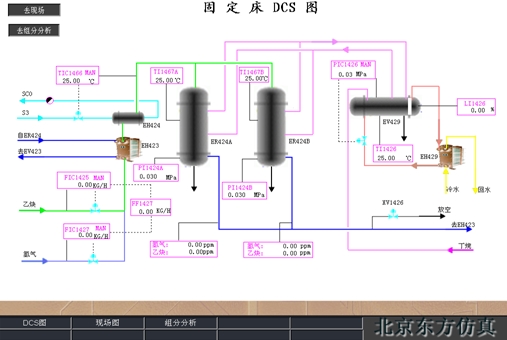 去现场
固 定 床 DCS 图
去组分分析
TIC1466 MAN
25.00 ℃
TI1467A
25.00℃
TI1467B
25.00℃
PIC1426 MAN
0.03 MPa
SC0
S3
EH424
ER424A
ER424B
EV429
LI1426
0.00 %
自ER424
去EV423
EH423
TI1426
25.00 ℃
EH429
PI1424A
0.030 MPa
PI1424B
0.030 MPa
冷水
回水
FIC1425 MAN
0.00 KG/H
FF1427
0.00 KG/H
乙炔
XV1426
放空
去EH423
FIC1427 MAN
0.00 KG/H
氢气
氢气: 0.00ppm
乙炔: 0.00ppm
氢气: 0.00 ppm
乙炔: 0.00 ppm
丁烷
DCS图
现场图
组分分析
北京东方仿真